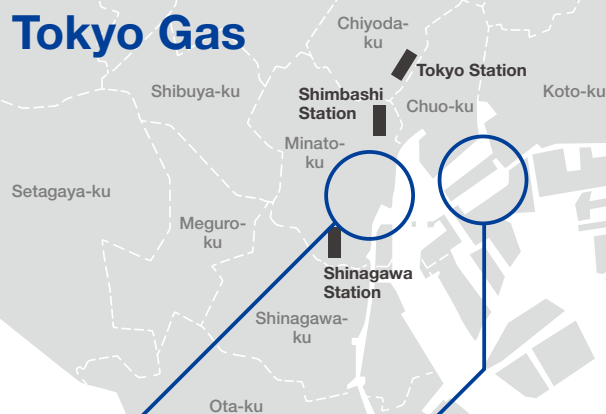 Tokyo Gas
Chiyoda-
ku
Tokyo Station
Shibuya-ku
Shimbashi
Station
Chuo-ku
Koto-ku
Minato-
ku
Setagaya-ku
Meguro-
ku
Shinagawa
Station
Shinagawa-
ku
Ota-ku